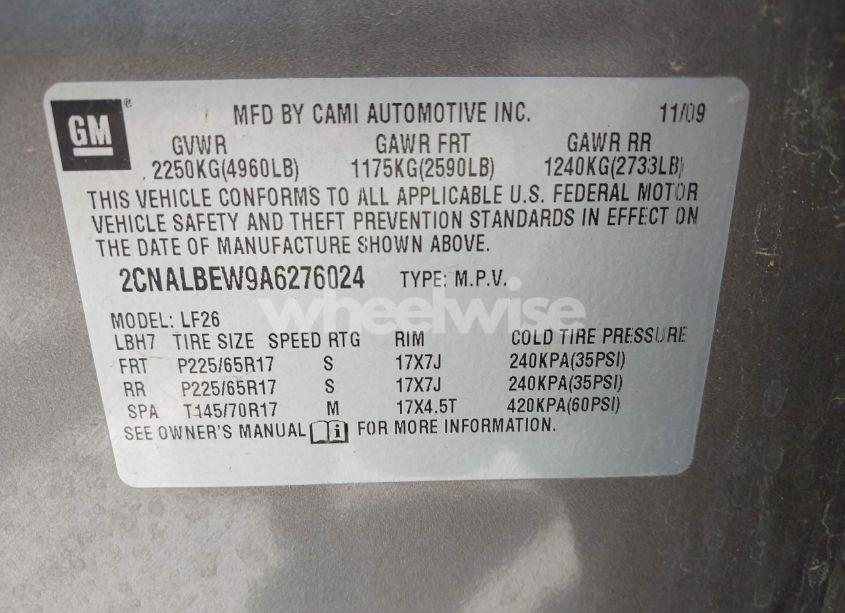 GM ® MFD BY CAMI AUTOMOTIVE INC. 11/09
GVWR GAWR FRT GAWR RR
2250KG(4960LB) 1175KG(2590LB) 1240KG(2733LB)
THIS VEHICLE CONFORMS TO ALL APPLICABLE U.S. FEDERAL MOTOR
VEHICLE SAFETY AND THEFT PREVENTION STANDARDS IN EFFECT ON
THE DATE OF MANUFACTURE SHOWN ABOVE.
2CNALBEW9A6276024 TYPE: M.P.V.
wheelwise
MODEL: LF26
LBH7 TIRE SIZE SPEED RTG RIM COLD TIRE PRESSURE
FRT P225/65R17 S 17X7J 240KPA(35PSI)
RR P225/65R17 S 17X7J 240KPA(35PSI)
SPA T145/70R17 M 17X4.5T 420KPA(60PSI)
SEE OWNER'S MANUAL i FOR MORE INFORMATION.